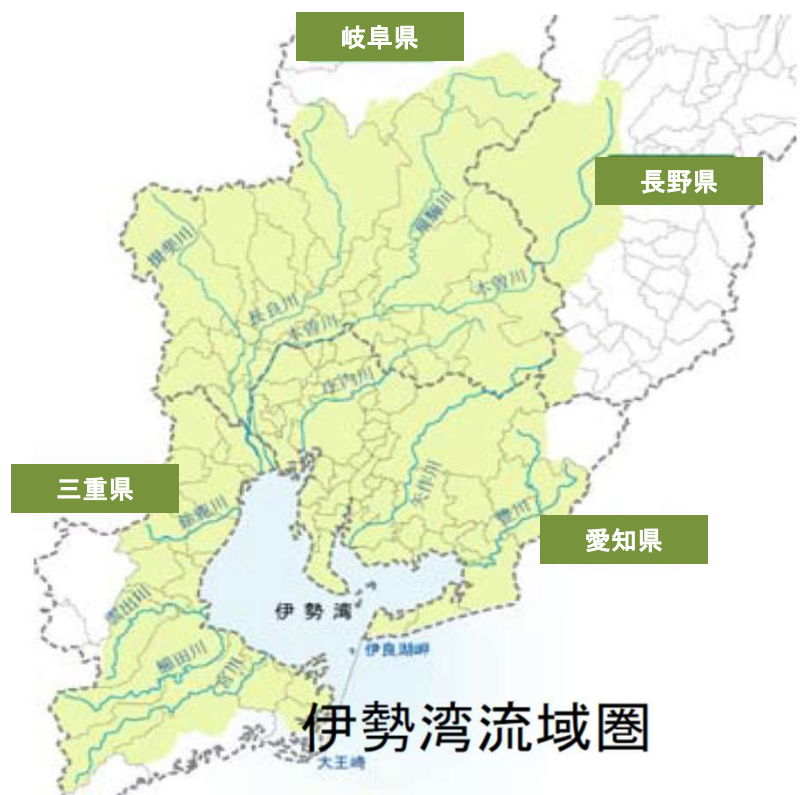 岐阜県
長野県
飛騨川
揖斐川
木曽川
長良川
木曽川
庄内川
三重県
矢作川
鈴鹿川
豊川
愛知県
雲出川
伊勢湾
櫛田川
伊良湖岬
宮川
伊勢湾流域圏
大王崎